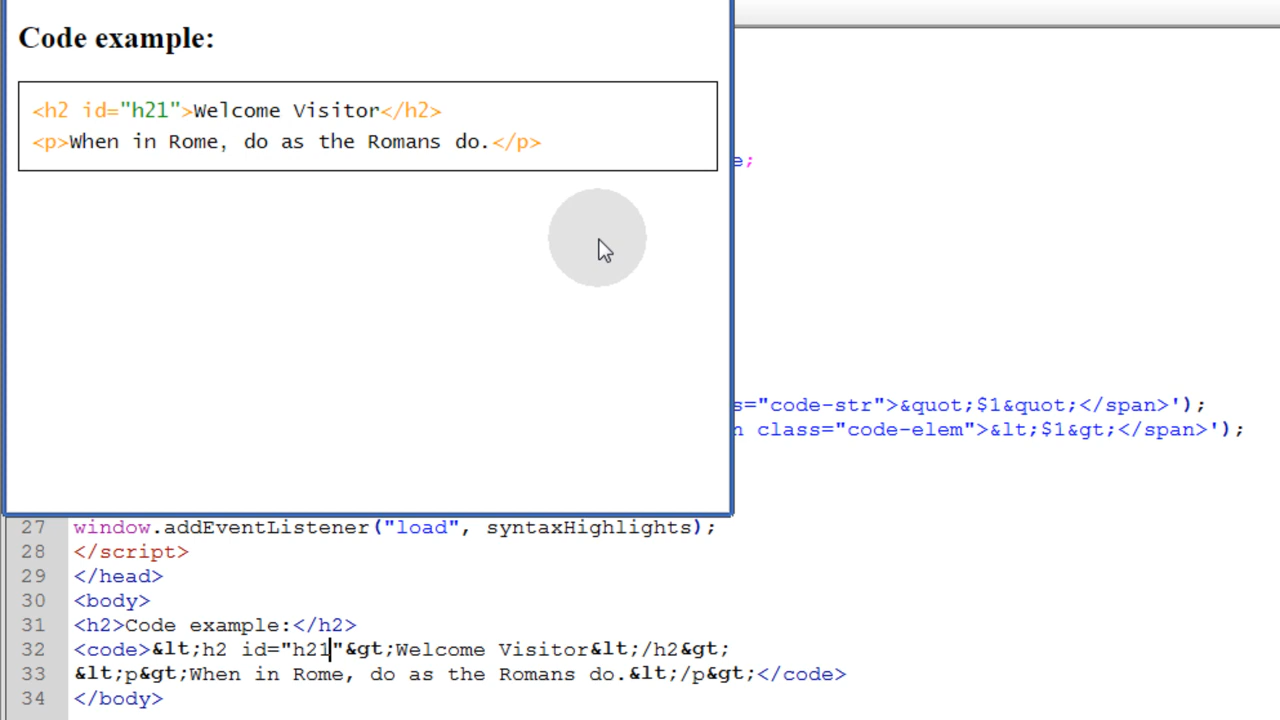 Code example:
<h2 id="h21">Welcome Visitor</h2>
<p>When in Rome, do as the Romans do.</p>
e;
s="code-str">&quot;$1&quot;</span>');
n class="code-elem">&lt;$1&gt;</span>');
27 window.addEventListener("load", syntaxHighlights);
28 </script>
29 </head>
30 <body>
31 <h2>Code example:</h2>
32 <code>&lt;h2 id="h21"&gt;Welcome Visitor&lt;/h2&gt;
33 &lt;p&gt;When in Rome, do as the Romans do.&lt;/p&gt;</code>
34 </body>